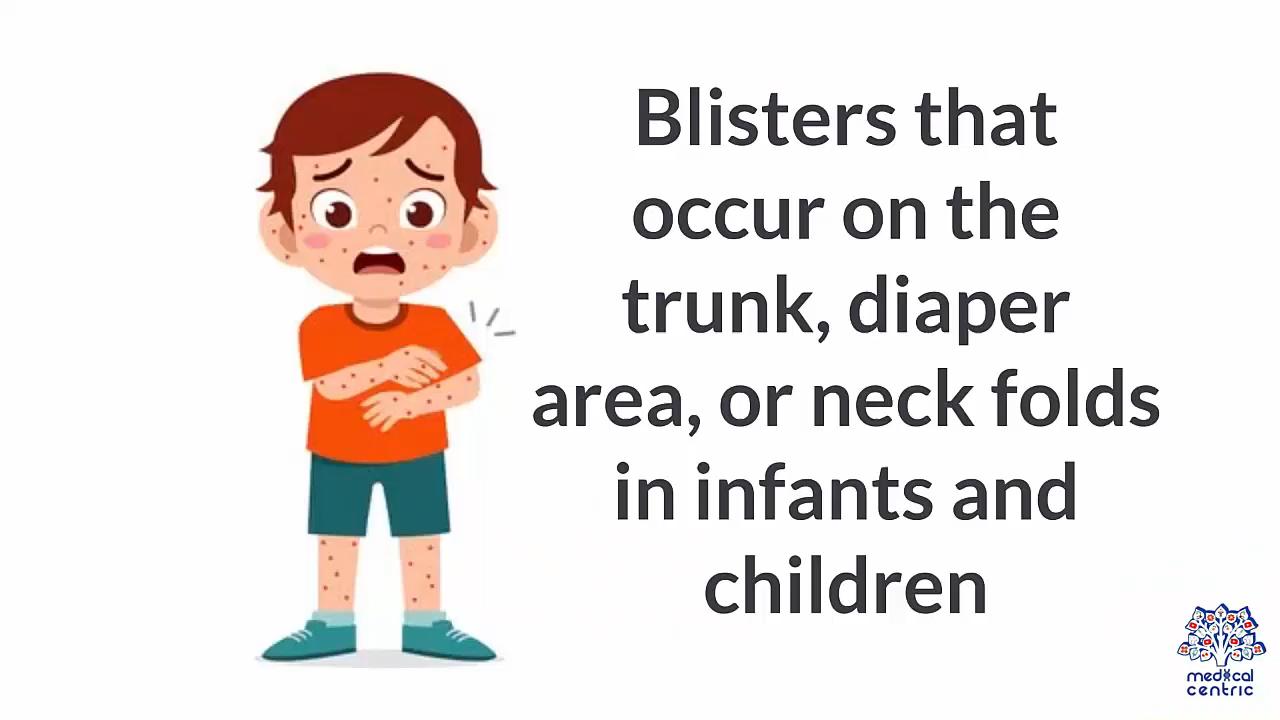 Blisters that
occur on the
trunk, diaper
area, or neck folds
in infants and
children
medical
centric